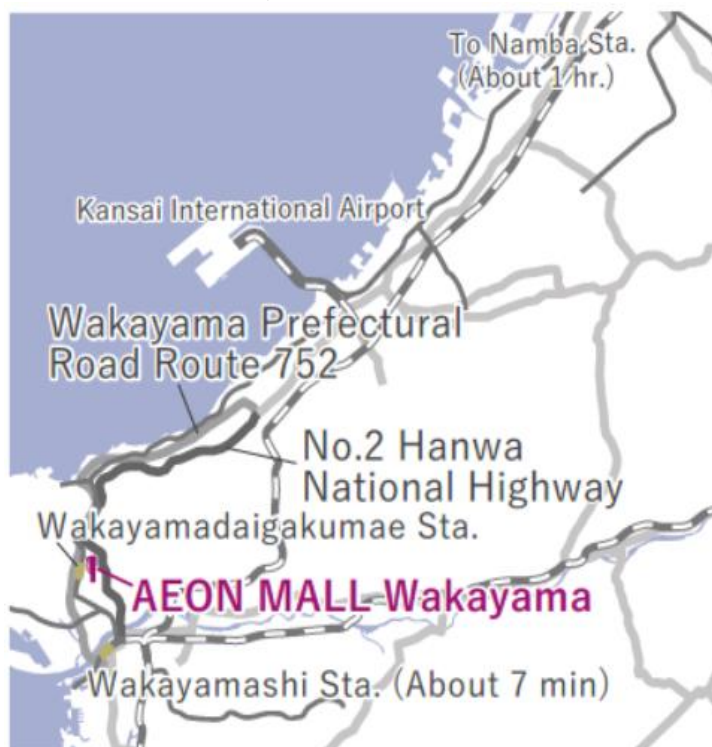 To Namba Sta.
(About 1 hr.)
Kansai International Airport
Wakayama Prefectural
Road Route 752
No.2 Hanwa
National Highway
Wakayamadaigakumae Sta.
AEON MALL Wakayama
Wakayamashi Sta. (About 7 min)